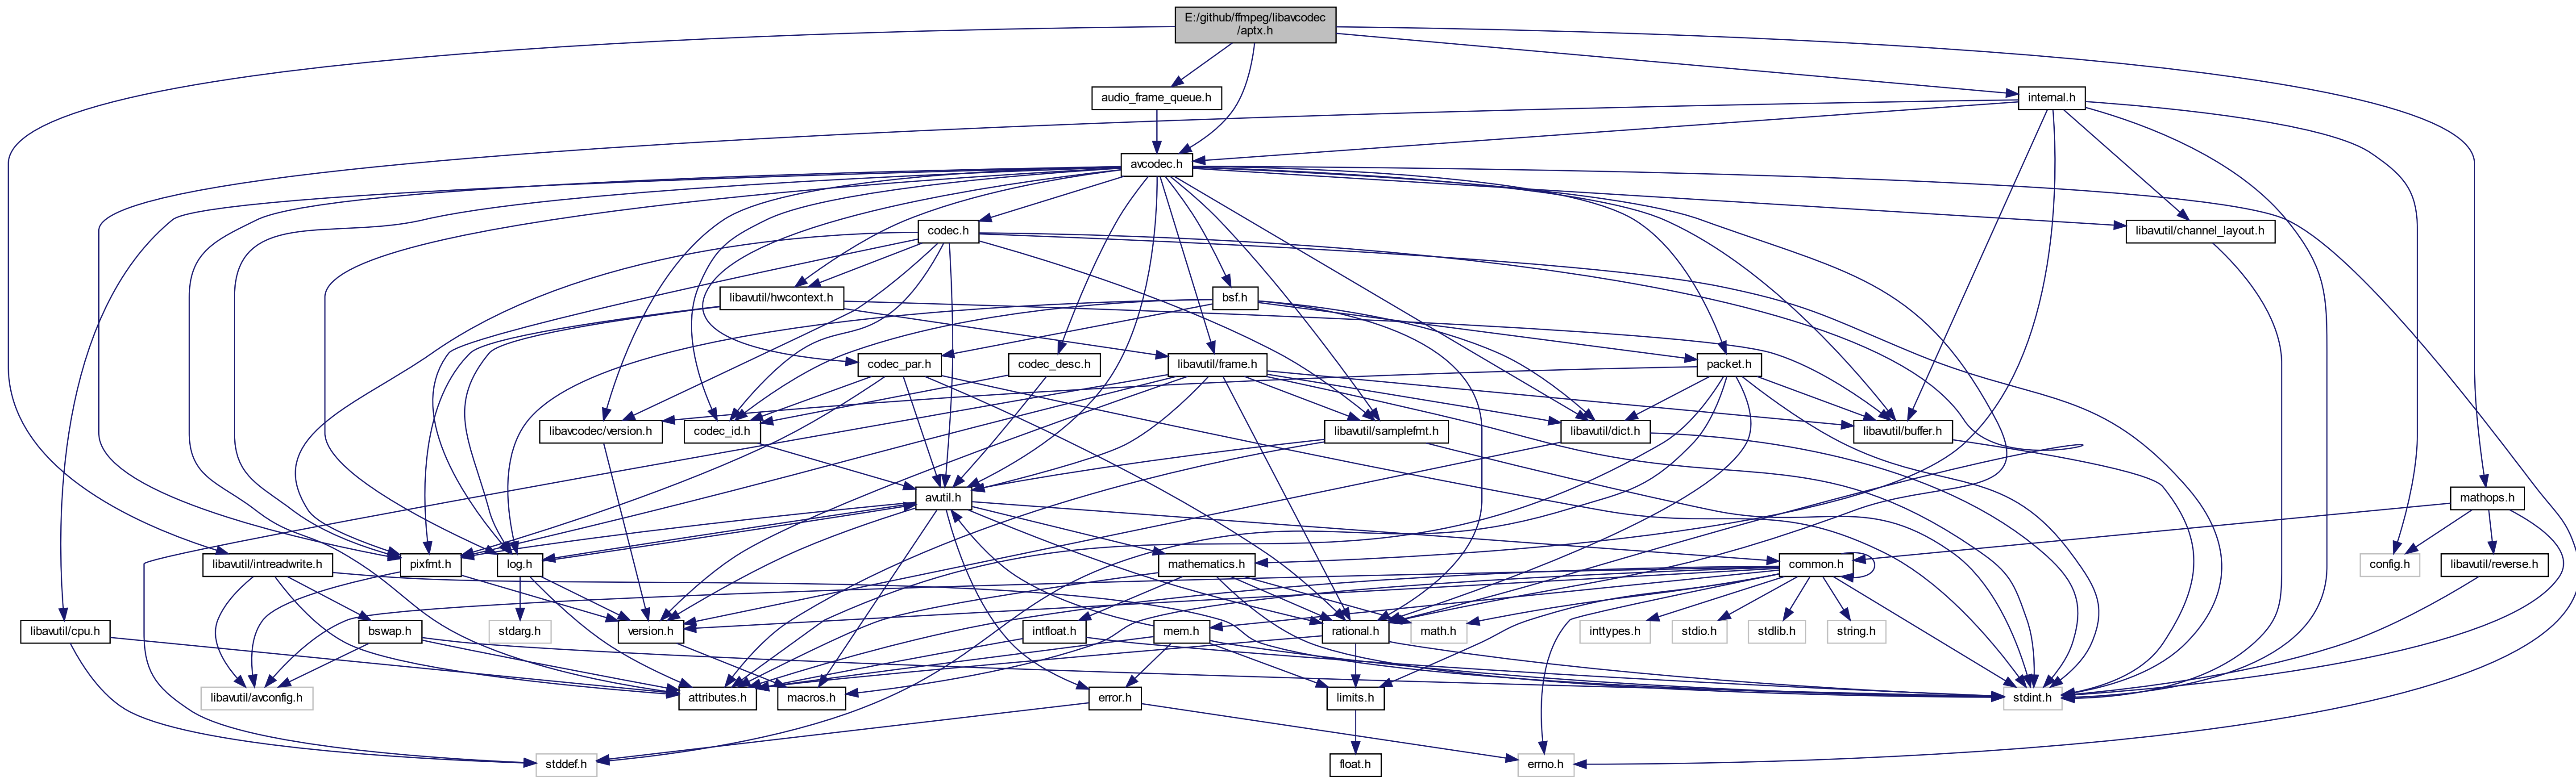 E:/github/ffmpeg/libavcodec
/aptx.h
audio_frame_queue.h
internal.h
avcodec.h
codec.h
libavutil/channel_layout.h
libavutil/hwcontext.h
bsf.h
codec_par.h
codec_desc.h
libavutil/frame.h
packet.h
libavcodec/version.h
codec_id.h
libavutil/samplefmt.h
libavutil/dict.h
libavutil/buffer.h
avutil.h
mathops.h
libavutil/intreadwrite.h
pixfmt.h
log.h
mathematics.h
common.h
config.h
libavutil/reverse.h
libavutil/cpu.h
bswap.h
stdarg.h
version.h
intfloat.h
mem.h
rational.h
math.h
inttypes.h
stdio.h
stdlib.h
string.h
libavutil/avconfig.h
attributes.h
macros.h
error.h
limits.h
stdint.h
stddef.h
float.h
errno.h